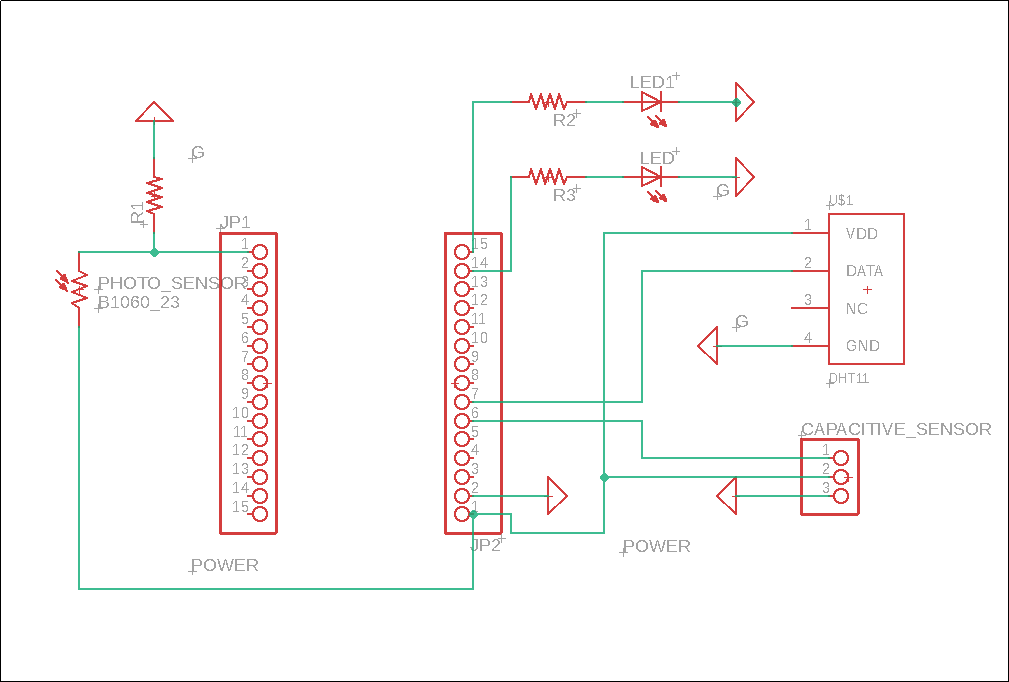 LED1
R2
G
LED
R3
G
R1
JP1
U$1
1
2
3
4
5
6
7
8
9
10
11
12
13
14
15
PHOTO_SENSOR
B1060_23
15
14
13
12
11
10
9
8
7
6
5
4
3
2
1
JP2
1 VDD
2 DATA
3 NC
4 GND
G
DHT11
CAPACITIVE_SENSOR
1
2
3
POWER
POWER